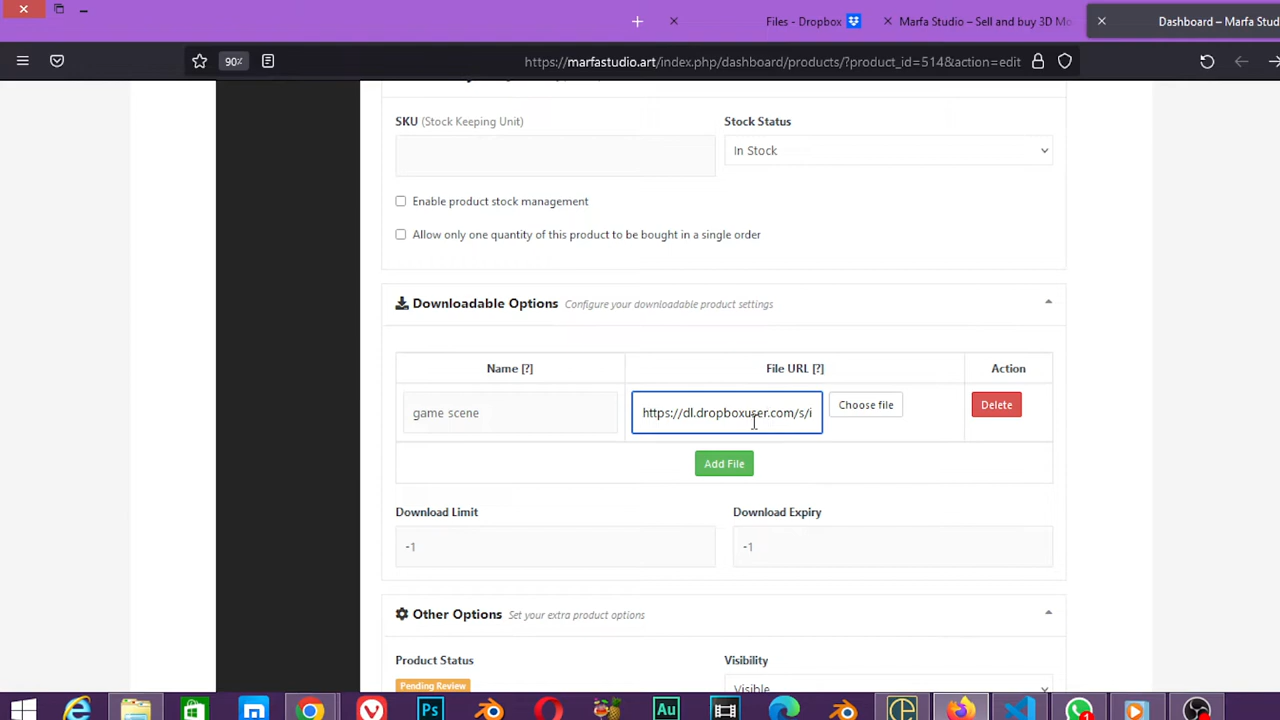 Files - Dropbox
Marfa Studio – Sell and buy 3D Mo
Dashboard — Marfa Stud
90%
https://marfastudio.art/index.php/dashboard/products/?product_id=514&action=edit
SKU (Stock Keeping Unit)
Stock Status
In Stock
Enable product stock management
Allow only one quantity of this product to be bought in a single order
Downloadable Options Configure your downloadable product settings
Name [?]
File URL [?]
Action
game scene
https://dl.dropboxuser.com/s/i
Choose file
Delete
Add File
Download Limit
Download Expiry
-1
-1
Other Options Set your extra product options
Product Status
Visibility
Pending Review
Visible
Ps
Au
1